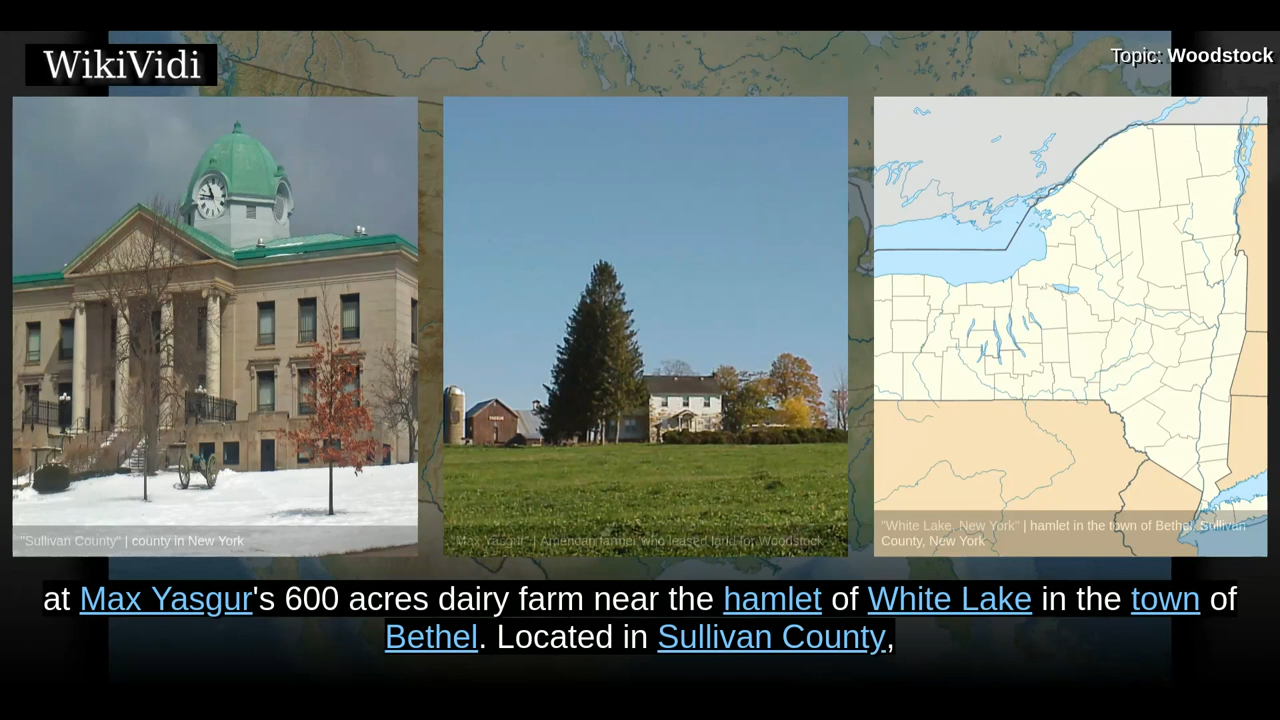 WikiVidi
Topic: Woodstock
"Sullivan County" | county in New York
"Max Yasgur" | American farmer who leased land for Woodstock
"White Lake, New York" | hamlet in the town of Bethel, Sullivan
County, New York
at Max Yasgur's 600 acres dairy farm near the hamlet of White Lake in the town of
Bethel. Located in Sullivan County,